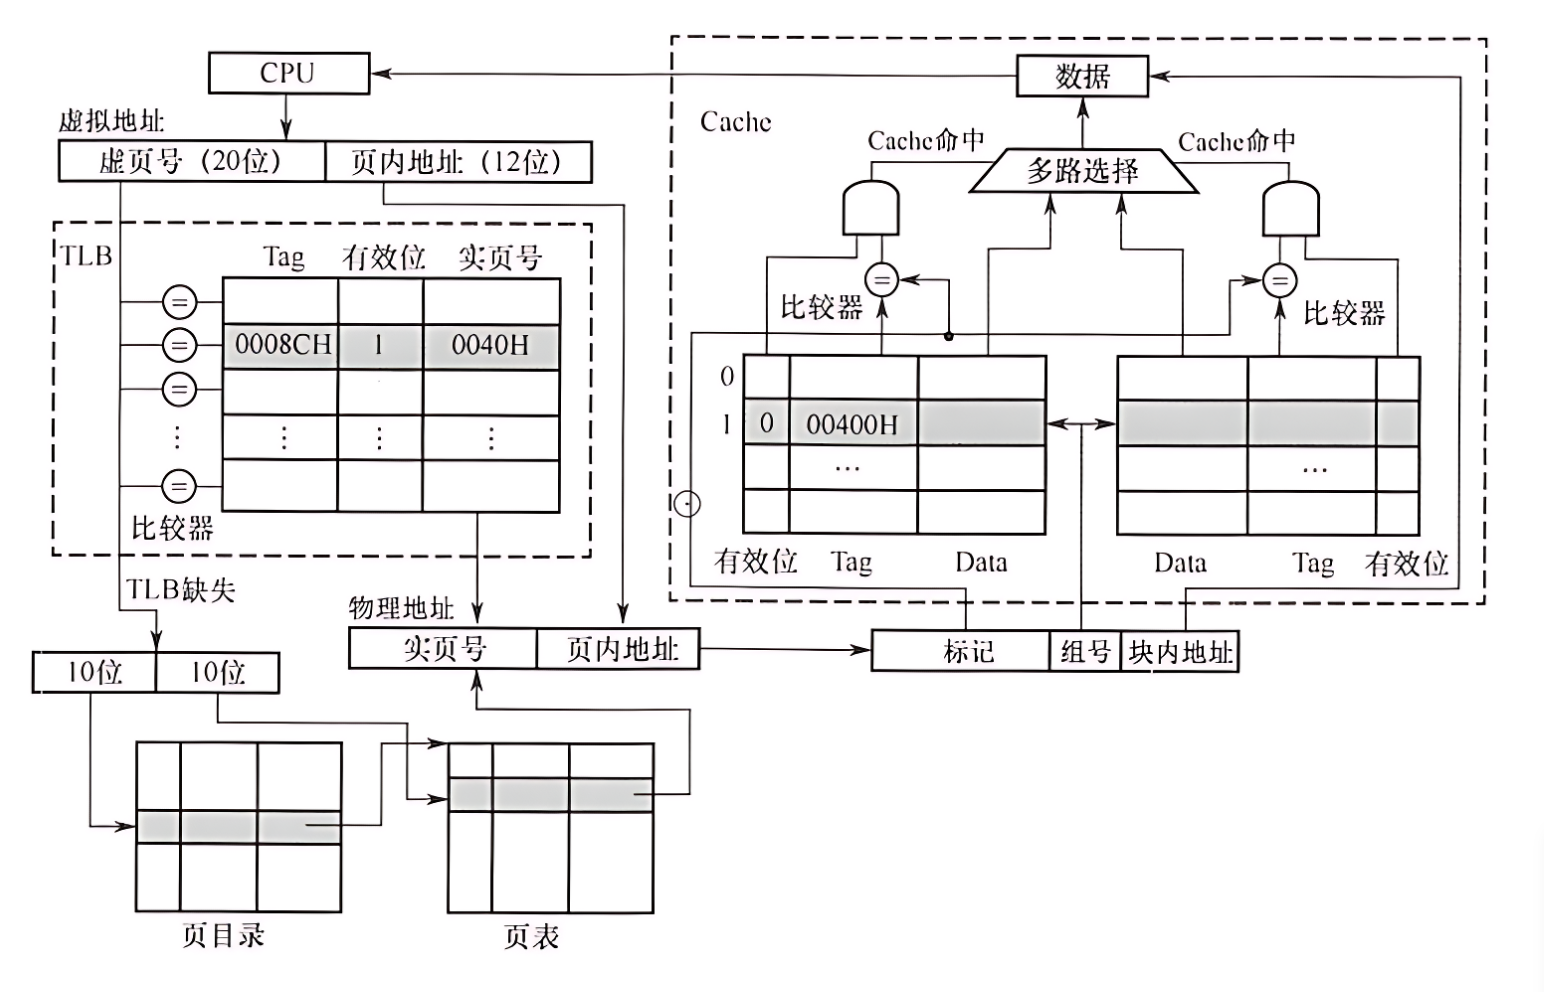 CPU
数据
虚拟地址
虚页号（20位） 页内地址（12位）
Cache
Cache命中 Cache命中
多路选择
TLB Tag 有效位 实页号
=
= 0008CH 1 0040H
=
⋮ ⋮ ⋮ ⋮
=
比较器
= =
比较器 比较器
0
1 0 00400H
… …
有效位 Tag Data Data Tag 有效位
TLB缺失
物理地址
实页号 页内地址
标记 组号 块内地址
10位 10位
页目录 页表